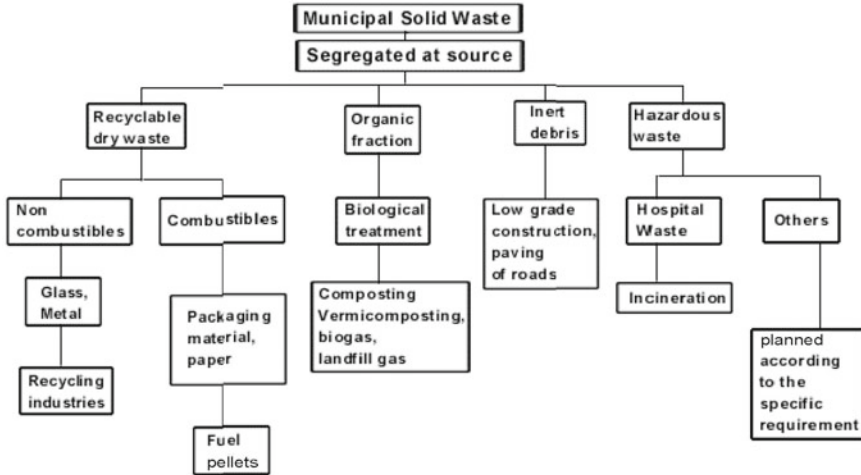 Municipal Solid Waste
Segregated at source
Recyclable
dry waste
Organic
fraction
Inert
debris
Hazardous
waste
Non
combustibles
Combustibles
Biological
treatment
Low grade
construction,
paving
of roads
Hospital
Waste
Others
Glass,
Metal
Packaging
material,
paper
Composting
Vermicomposting,
biogas,
landfill gas
Incineration
Recycling
industries
Fuel
pellets
planned
according
to the
specific
requirement